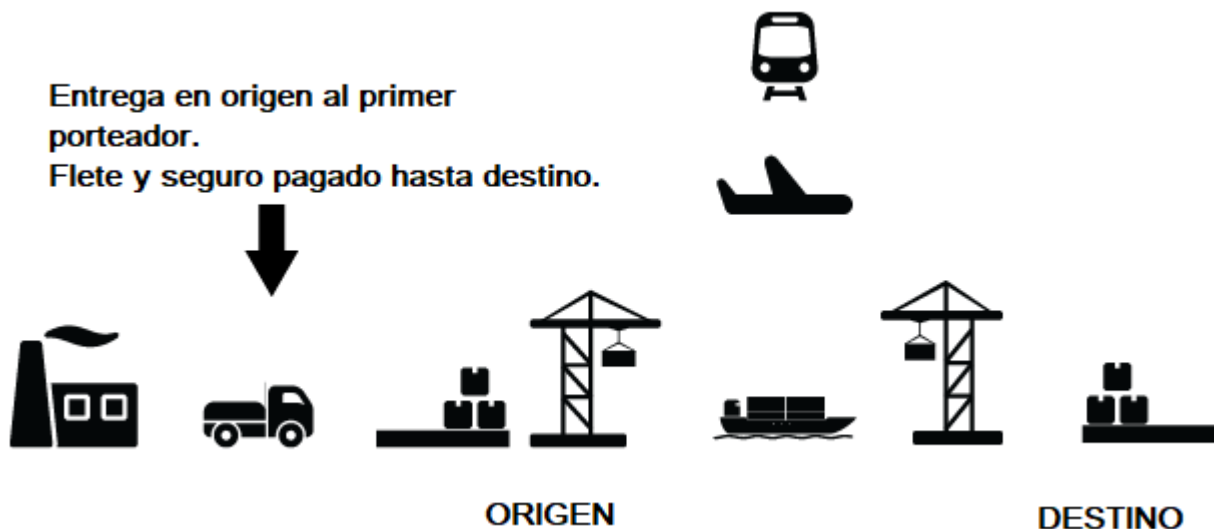 Entrega en origen al primer
porteador.
Flete y seguro pagado hasta destino.
ORIGEN
DESTINO